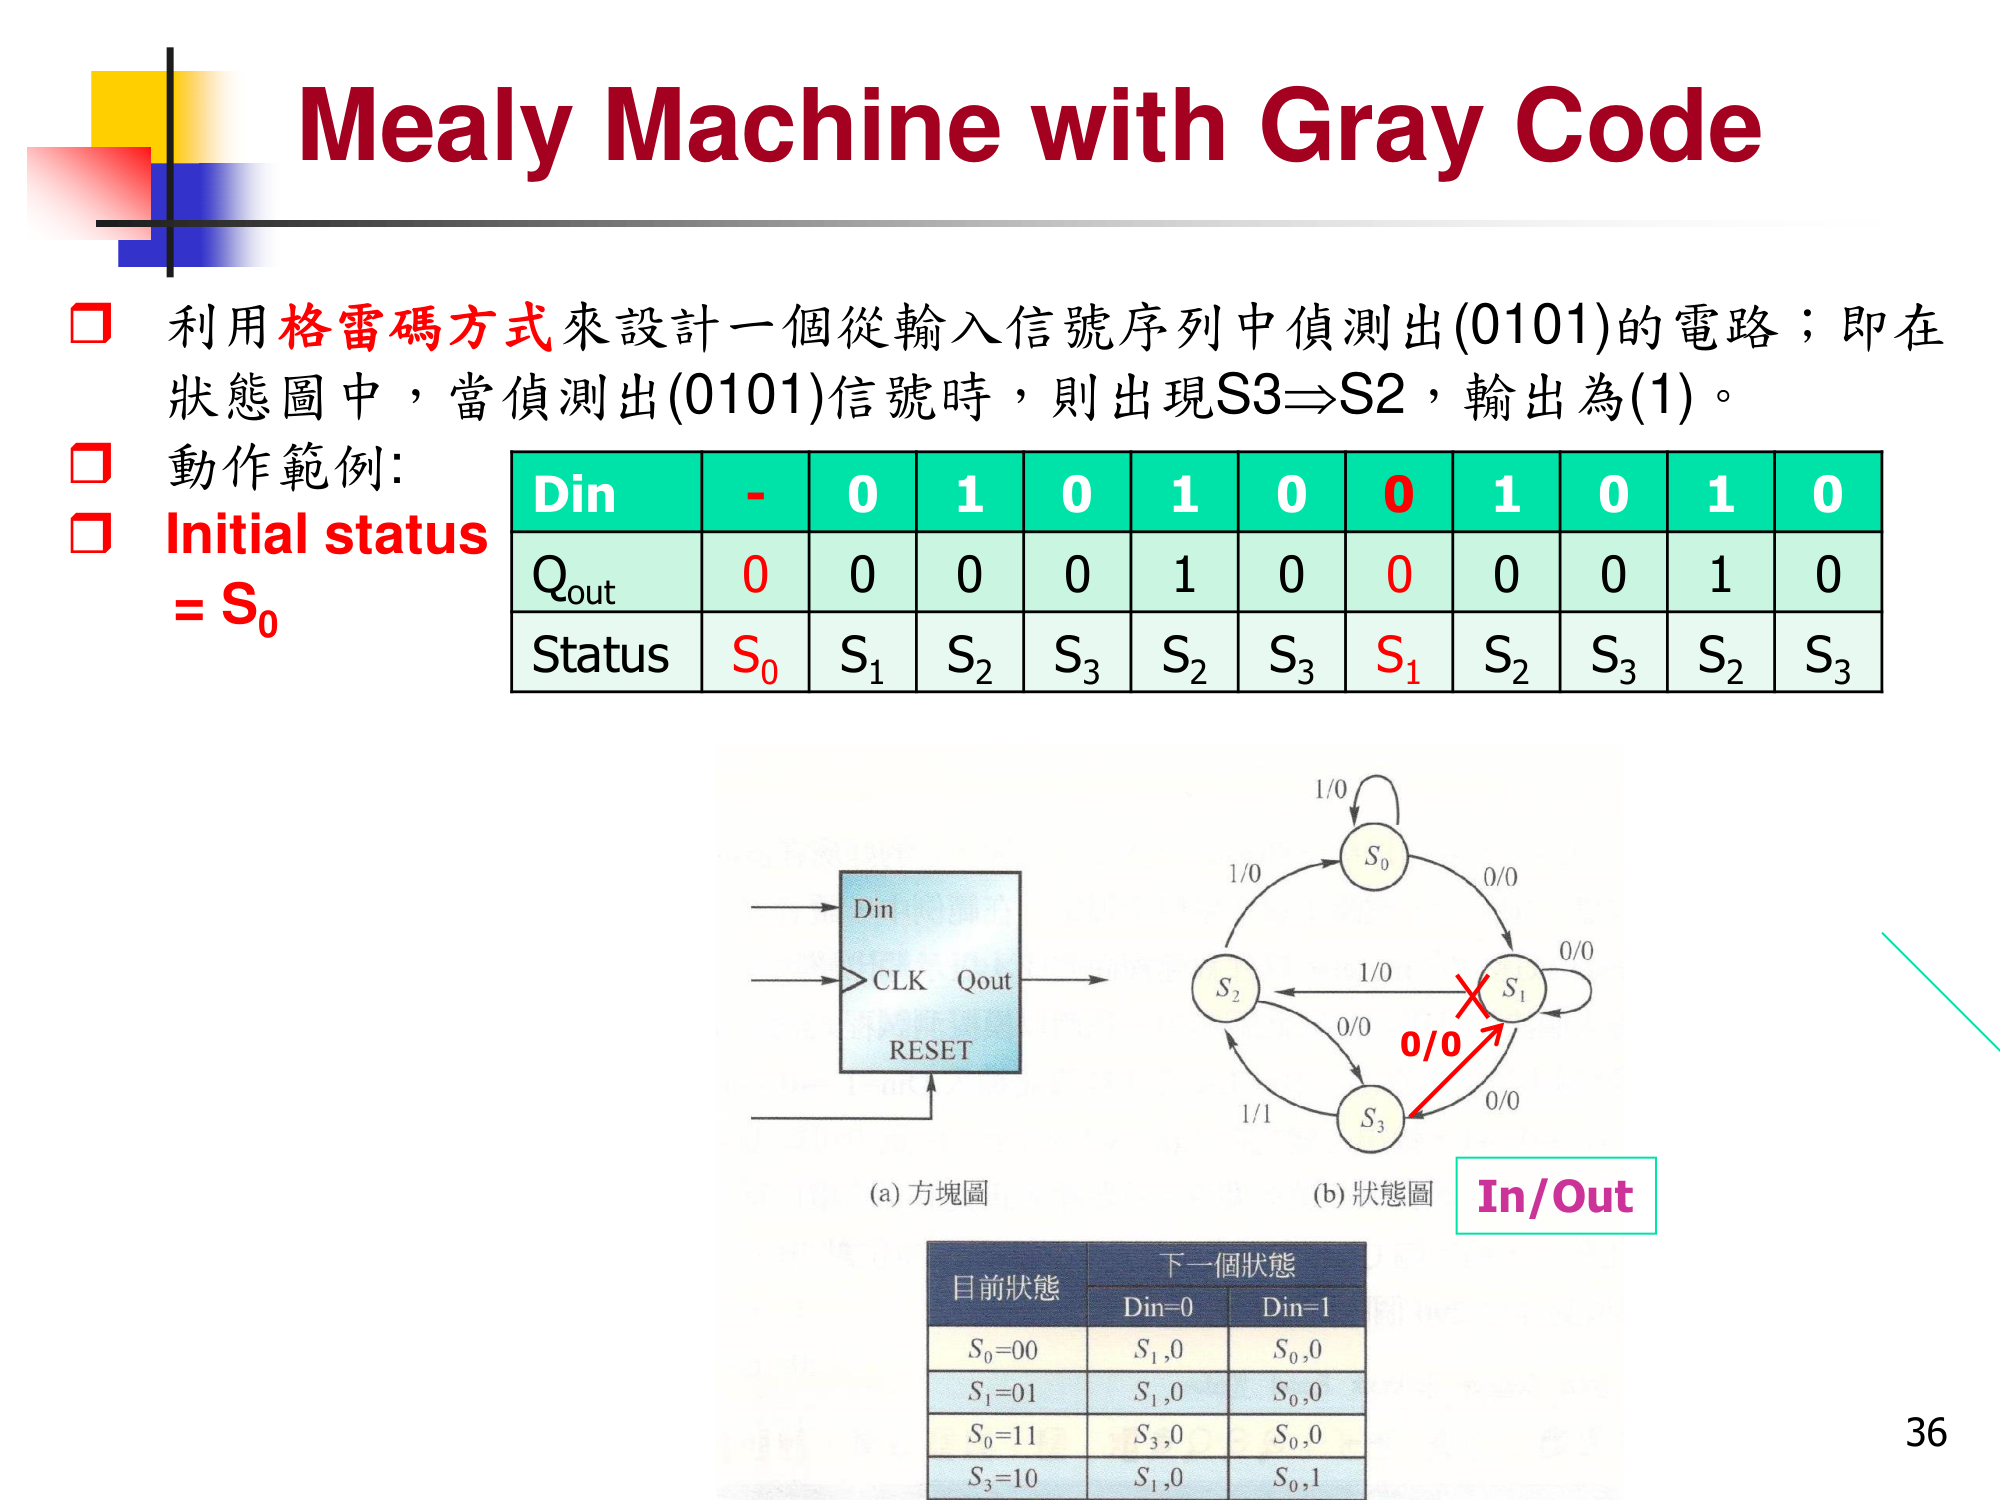 Mealy Machine with Gray Code
利用格雷碼方式來設計一個從輸入信號序列中偵測出(0101)的電路；即在
狀態圖中，當偵測出(0101)信號時，則出現S3⇒S2，輸出為(1)。
動作範例:
Initial status
= S0
Din - 0 1 0 1 0 0 1 0 1 0
Qout 0 0 0 0 1 0 0 0 0 1 0
Status S0 S1 S2 S3 S2 S3 S1 S2 S3 S2 S3
Din
CLK Qout
RESET
(a) 方塊圖
1/0
S0
1/0
0/0
0/0
S2
1/0
S1
0/0
0/0
1/1
S3
0/0
(b) 狀態圖
In/Out
目前狀態 下一個狀態
Din=0 Din=1
S0=00 S1,0 S0,0
S1=01 S1,0 S0,0
S0=11 S3,0 S0,0
S3=10 S1,0 S0,1
36